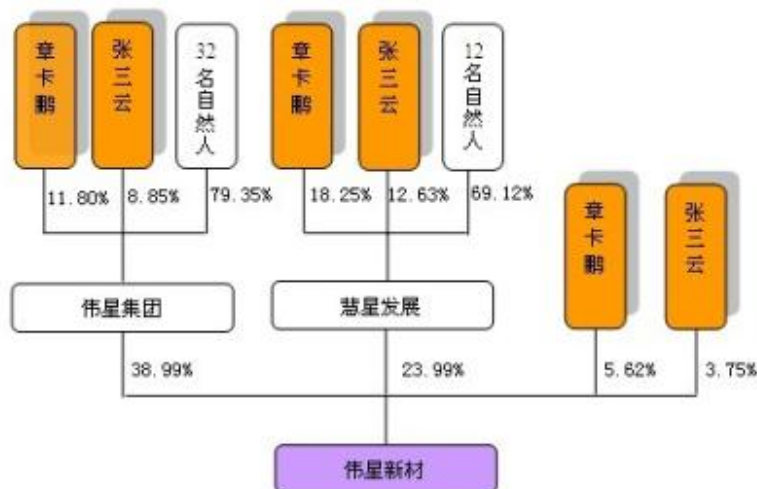 章卡鹏
张三云
32名自然人
章卡鹏
张三云
12名自然人
11.80%
8.85%
79.35%
18.25%
12.63%
69.12%
章卡鹏
张三云
伟星集团
慧星发展
38.99%
23.99%
5.62%
3.75%
伟星新材